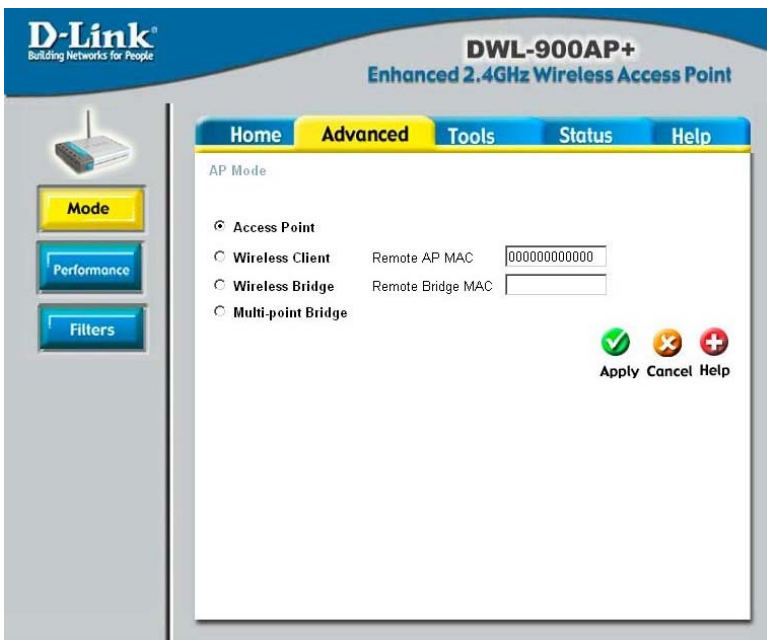 D-Link
Building Networks for People
DWL-900AP+
Enhanced 2.4GHz Wireless Access Point
Home Advanced Tools Status Help
Mode
Performance
Filters
AP Mode
Access Point
Wireless Client Remote AP MAC 000000000000
Wireless Bridge Remote Bridge MAC
Multi-point Bridge
Apply Cancel Help